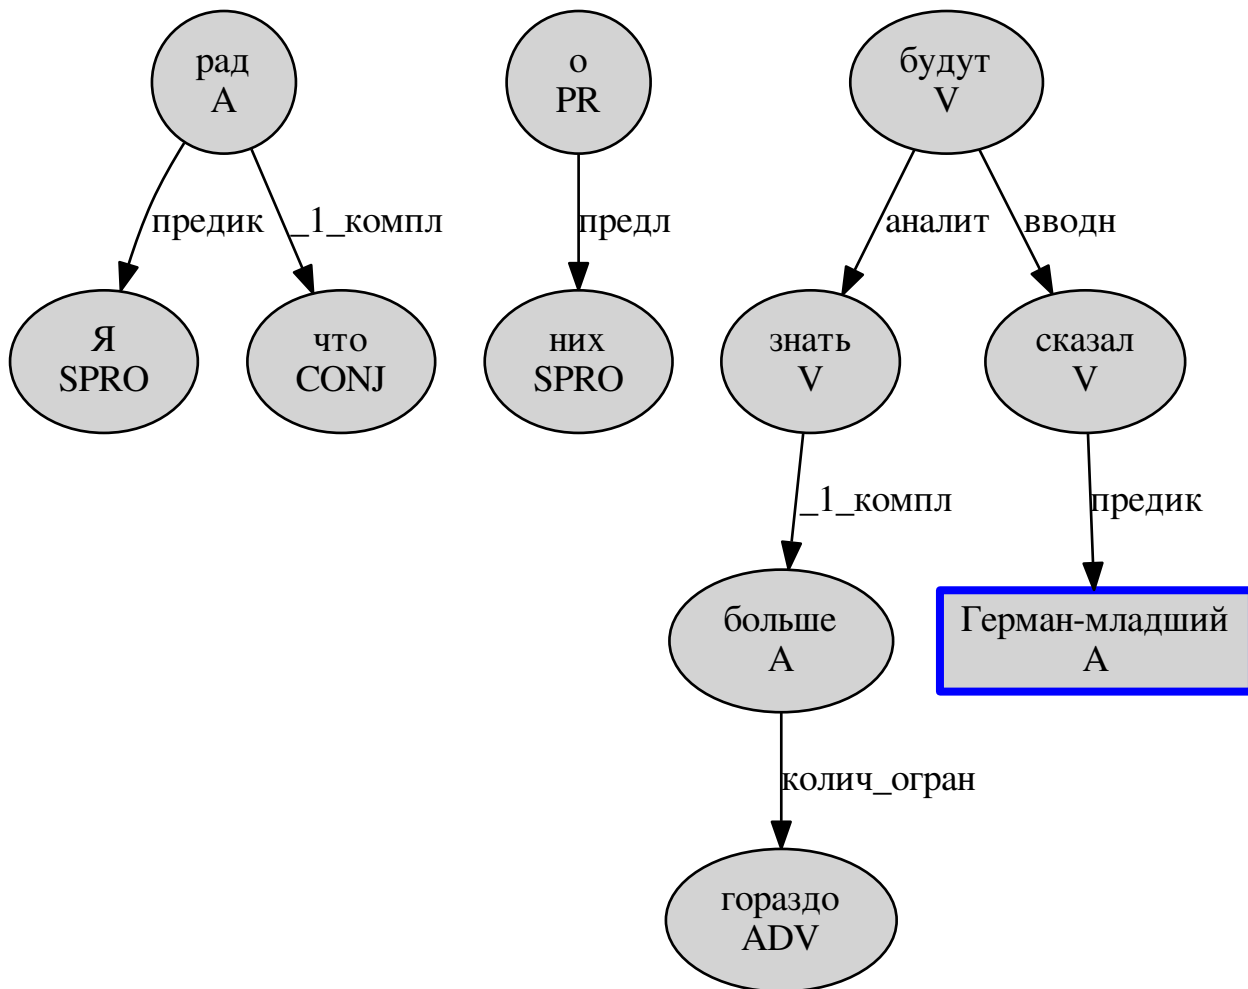 рад
A
о
PR
будут
V
предик
_1_компл
предл
аналит
вводн
Я
SPRO
что
CONJ
них
SPRO
знать
V
сказал
V
_1_компл
предик
больше
A
Герман-младший
A
колич_огран
гораздо
ADV